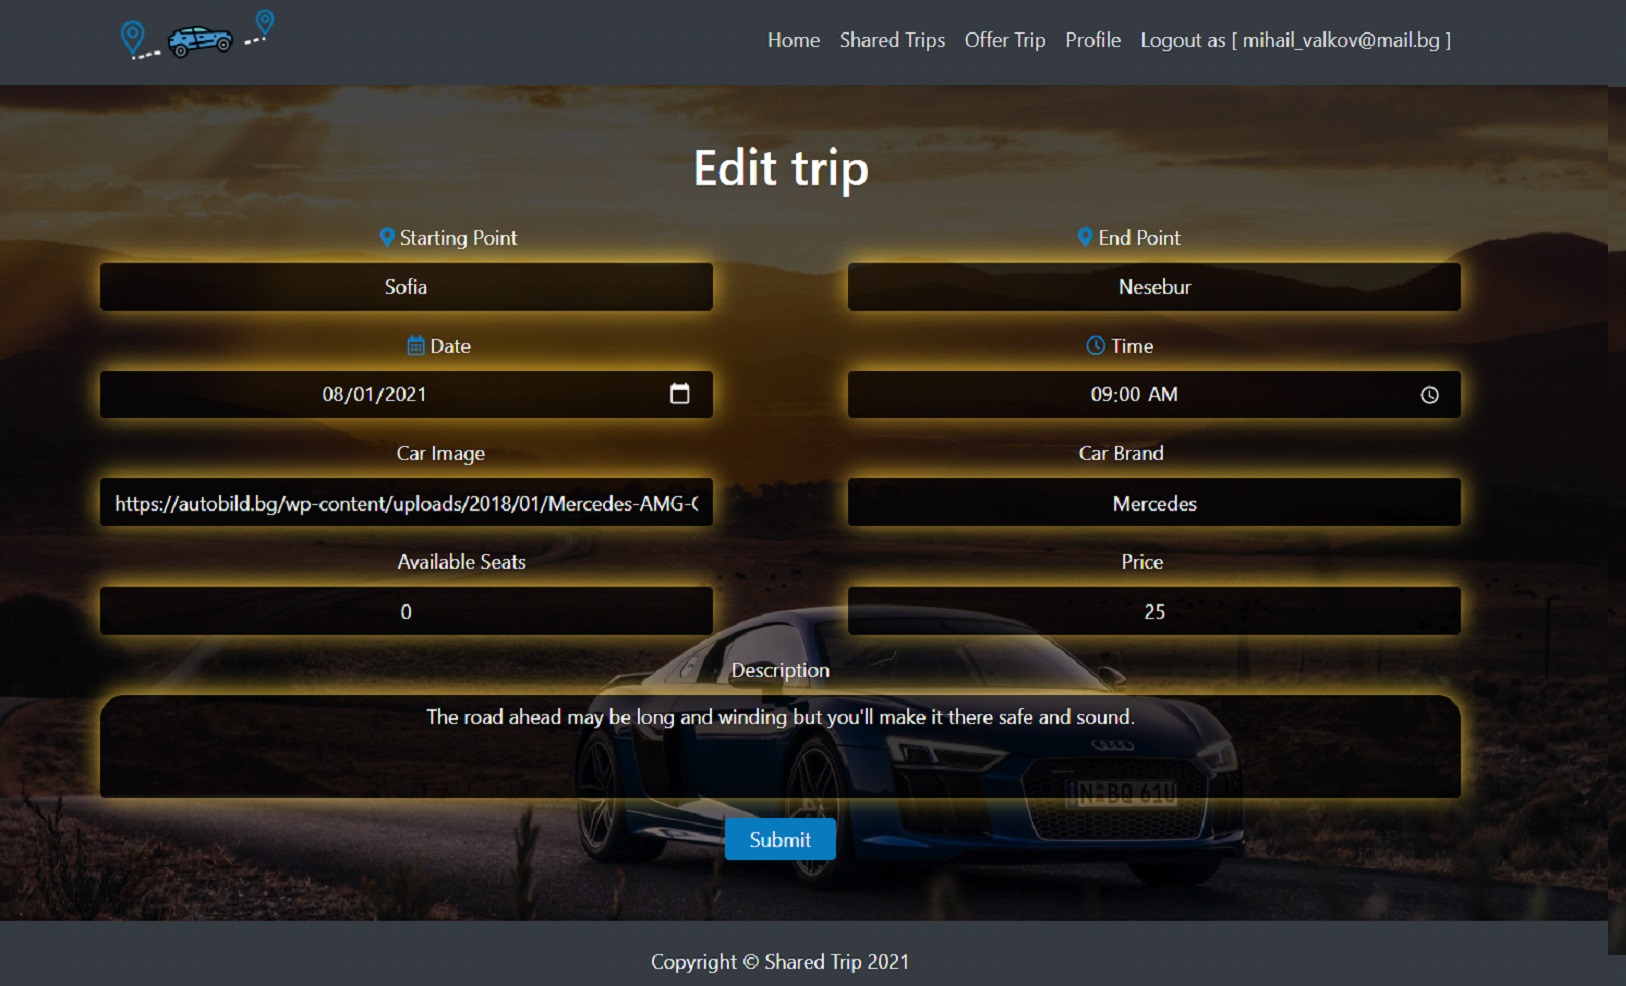 Home Shared Trips Offer Trip Profile Logout as [ mihail_valkov@mail.bg ]
Edit trip
Starting Point End Point
Sofia Nesebur
Date Time
08/01/2021 09:00 AM
Car Image Car Brand
https://autobild.bg/wp-content/uploads/2018/01/Mercedes-AMG- Mercedes
Available Seats Price
0 25
Description
The road ahead may be long and winding but you'll make it there safe and sound.
Submit
Copyright © Shared Trip 2021